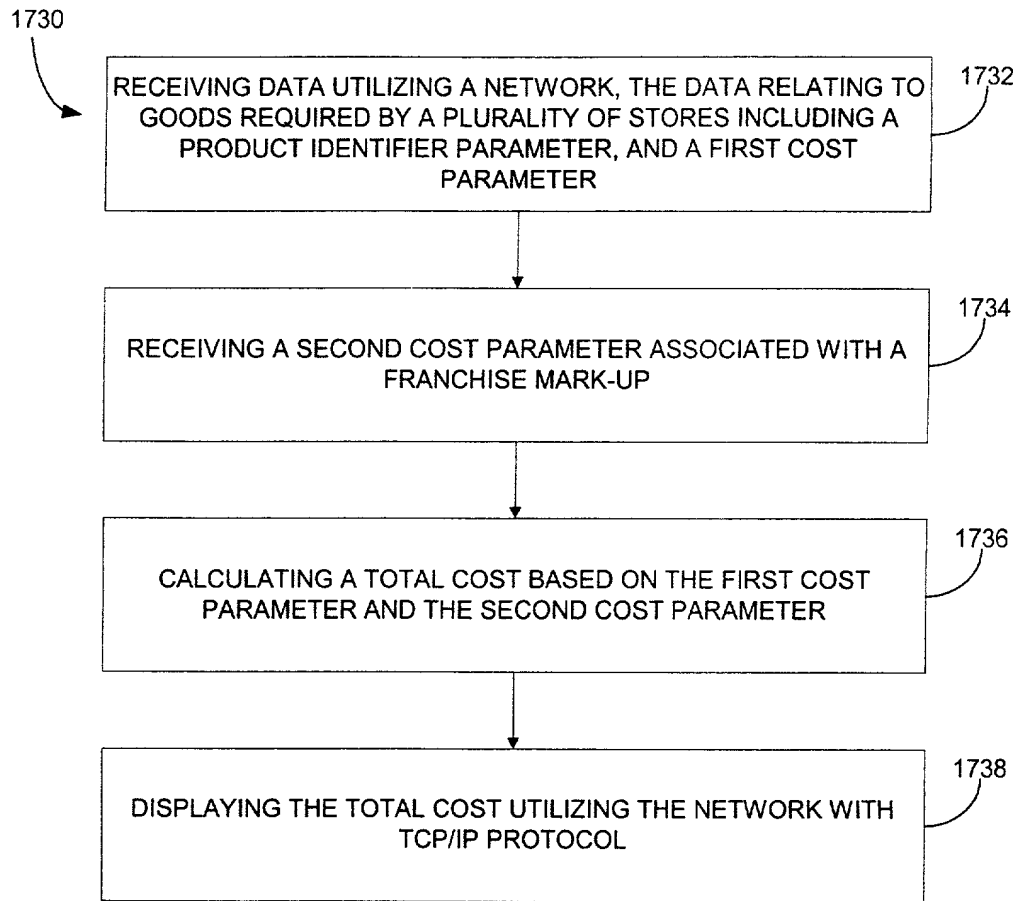 1730
RECEIVING DATA UTILIZING A NETWORK, THE DATA RELATING TO
GOODS REQUIRED BY A PLURALITY OF STORES INCLUDING A
PRODUCT IDENTIFIER PARAMETER, AND A FIRST COST
PARAMETER
1732
RECEIVING A SECOND COST PARAMETER ASSOCIATED WITH A
FRANCHISE MARK-UP
1734
CALCULATING A TOTAL COST BASED ON THE FIRST COST
PARAMETER AND THE SECOND COST PARAMETER
1736
DISPLAYING THE TOTAL COST UTILIZING THE NETWORK WITH
TCP/IP PROTOCOL
1738